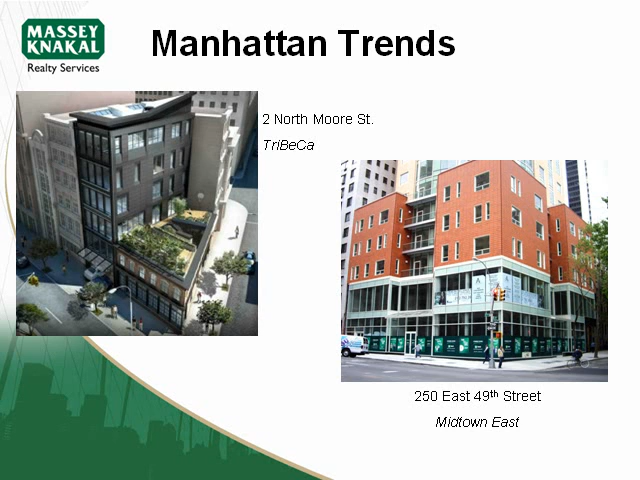 MASSEY
KNAKAL
Realty Services
Manhattan Trends
2 North Moore St.
TriBeCa
250 East 49th Street
Midtown East